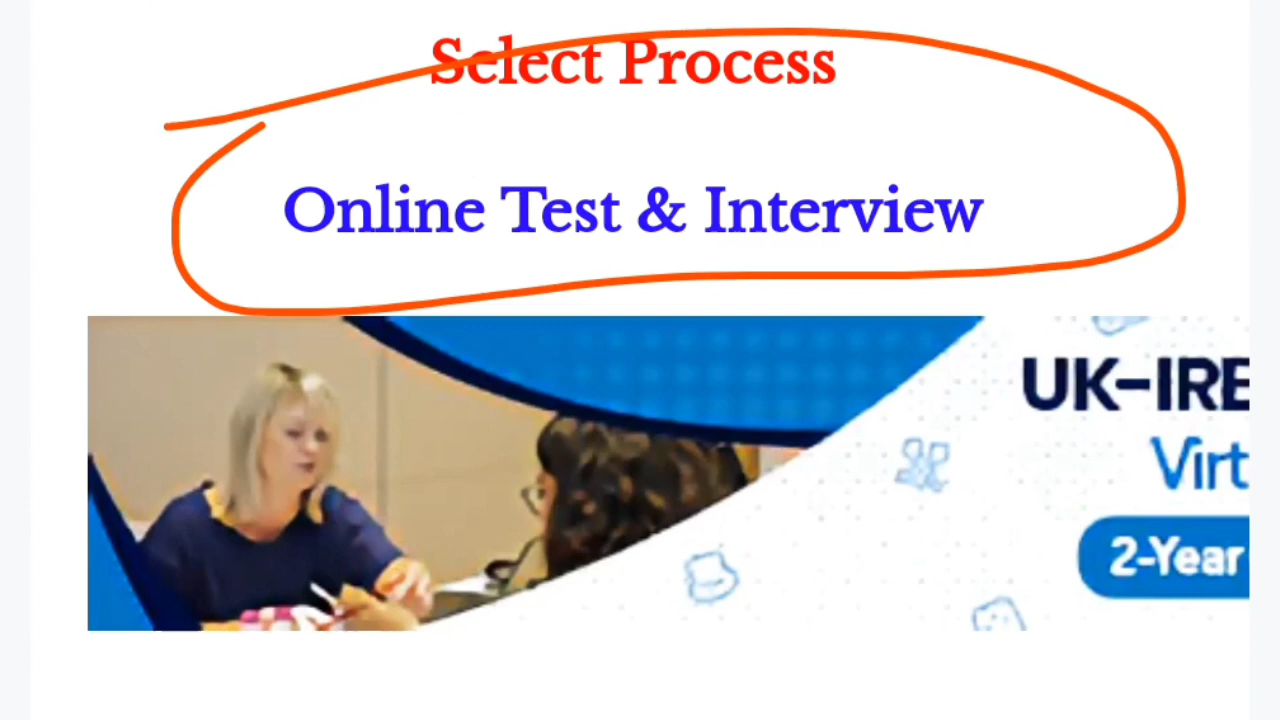 Select Process
Online Test & Interview
UK-IRE
Virt
2-Year